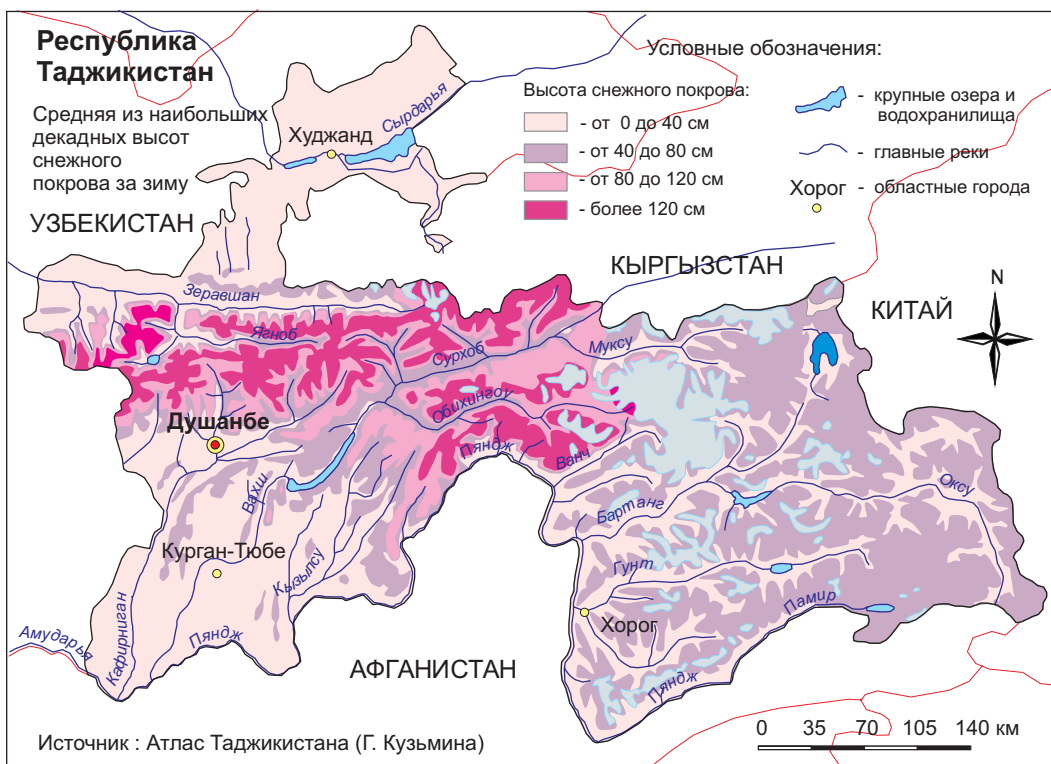 Республика
Таджикистан
Средняя из наибольших
декадных высот
снежного
покрова за зиму
Условные обозначения:
Высота снежного покрова:
- от 0 до 40 см
- от 40 до 80 см
- от 80 до 120 см
- более 120 см
- крупные озера и
водохранилища
- главные реки
Хорог - областные города
Худжанд
Сырдарья
УЗБЕКИСТАН
КЫРГЫЗСТАН
КИТАЙ
N
Зеравшан
Ягноб
Сурхоб
Муксу
Обихингоу
Душанбе
Пяндж
Ванч
Вахш
Бартанг
Оксу
Курган-Тюбе
Кызылсу
Гунт
Памир
Хорог
Кафирниган
Амударья
Пяндж
АФГАНИСТАН
Пяндж
0 35 70 105 140 км
Источник : Атлас Таджикистана (Г. Кузьмина)